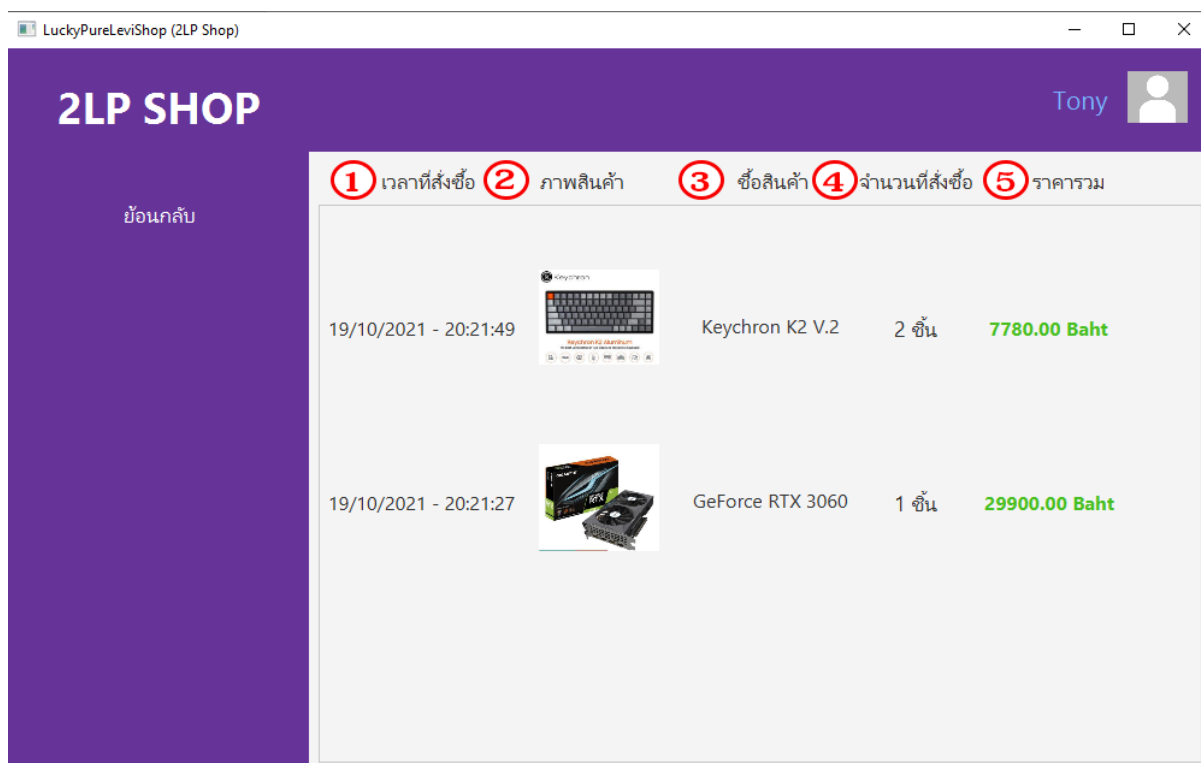 LuckyPureLeviShop (2LP Shop)
2LP SHOP
Tony
ย้อนกลับ
1 เวลาที่สั่งซื้อ 2 ภาพสินค้า 3 ชื่อสินค้า 4 จำนวนที่สั่งซื้อ 5 ราคารวม
Keychron
Keychron K2 Aluminum
19/10/2021 - 20:21:49 Keychron K2 V.2 2 ชิ้น 7780.00 Baht
RTX
19/10/2021 - 20:21:27 GeForce RTX 3060 1 ชิ้น 29900.00 Baht